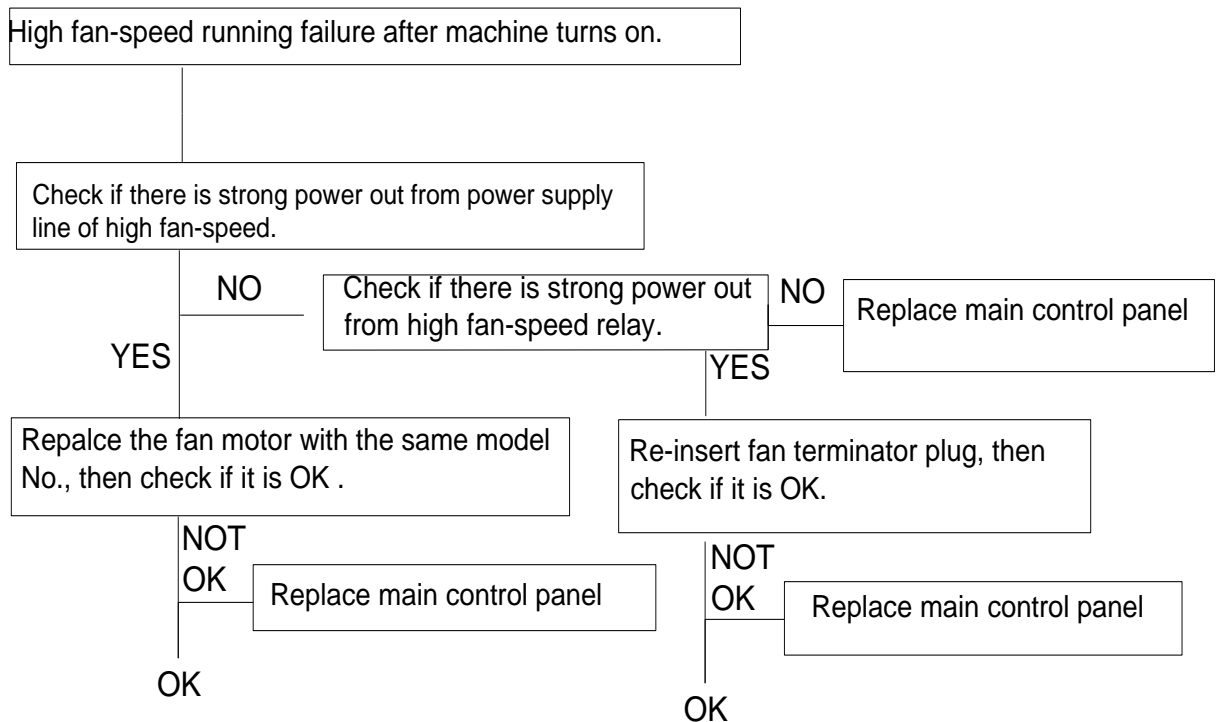 High fan-speed running failure after machine turns on.
Check if there is strong power out from power supply
line of high fan-speed.
NO
Check if there is strong power out
from high fan-speed relay.
NO
Replace main control panel
YES
YES
Repalce the fan motor with the same model
No., then check if it is OK .
Re-insert fan terminator plug, then
check if it is OK.
NOT
OK
Replace main control panel
NOT
OK
Replace main control panel
OK
OK